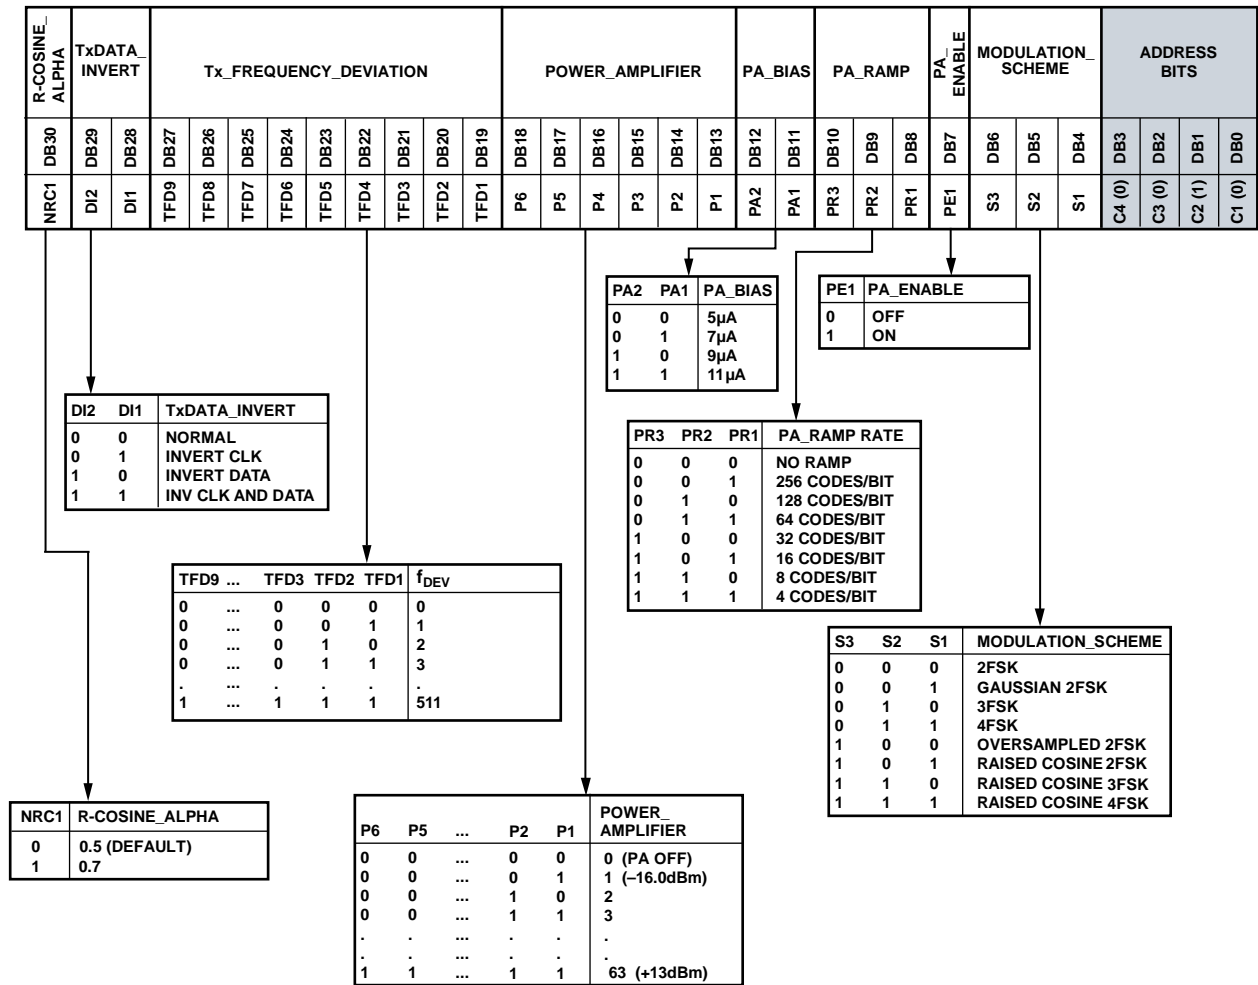 R-COSINE_ALPHA
TxDATA_INVERT
Tx_FREQUENCY_DEVIATION
POWER_AMPLIFIER
PA_BIAS
PA_RAMP
PA_ENABLE
MODULATION_SCHEME
ADDRESS BITS
DB30 DB29 DB28 DB27 DB26 DB25 DB24 DB23 DB22 DB21 DB20 DB19 DB18 DB17 DB16 DB15 DB14 DB13 DB12 DB11 DB10 DB9 DB8 DB7 DB6 DB5 DB4 DB3 DB2 DB1 DB0
NRC1 DI2 DI1 TFD9 TFD8 TFD7 TFD6 TFD5 TFD4 TFD3 TFD2 TFD1 P6 P5 P4 P3 P2 P1 PA2 PA1 PR3 PR2 PR1 PE1 S3 S2 S1 C4 (0) C3 (0) C2 (1) C1 (0)
PA2 PA1 PA_BIAS
0 0 5µA
0 1 7µA
1 0 9µA
1 1 11µA
PE1 PA_ENABLE
0 OFF
1 ON
DI2 DI1 TxDATA_INVERT
0 0 NORMAL
0 1 INVERT CLK
1 0 INVERT DATA
1 1 INV CLK AND DATA
PR3 PR2 PR1 PA_RAMP RATE
0 0 0 NO RAMP
0 0 1 256 CODES/BIT
0 1 0 128 CODES/BIT
0 1 1 64 CODES/BIT
1 0 0 32 CODES/BIT
1 0 1 16 CODES/BIT
1 1 0 8 CODES/BIT
1 1 1 4 CODES/BIT
TFD9 ... TFD3 TFD2 TFD1 fDEV
0 ... 0 0 0 0
0 ... 0 0 1 1
0 ... 0 1 0 2
0 ... 0 1 1 3
. ... . . . .
1 ... 1 1 1 511
S3 S2 S1 MODULATION_SCHEME
0 0 0 2FSK
0 0 1 GAUSSIAN 2FSK
0 1 0 3FSK
0 1 1 4FSK
1 0 0 OVERSAMPLED 2FSK
1 0 1 RAISED COSINE 2FSK
1 1 0 RAISED COSINE 3FSK
1 1 1 RAISED COSINE 4FSK
NRC1 R-COSINE_ALPHA
0 0.5 (DEFAULT)
1 0.7
P6 P5 ... P2 P1 POWER_AMPLIFIER
0 0 ... 0 0 0 (PA OFF)
0 0 ... 0 1 1 (–16.0dBm)
0 0 ... 1 0 2
0 0 ... 1 1 3
. . ... . . .
. . ... . . .
1 1 ... 1 1 63 (+13dBm)